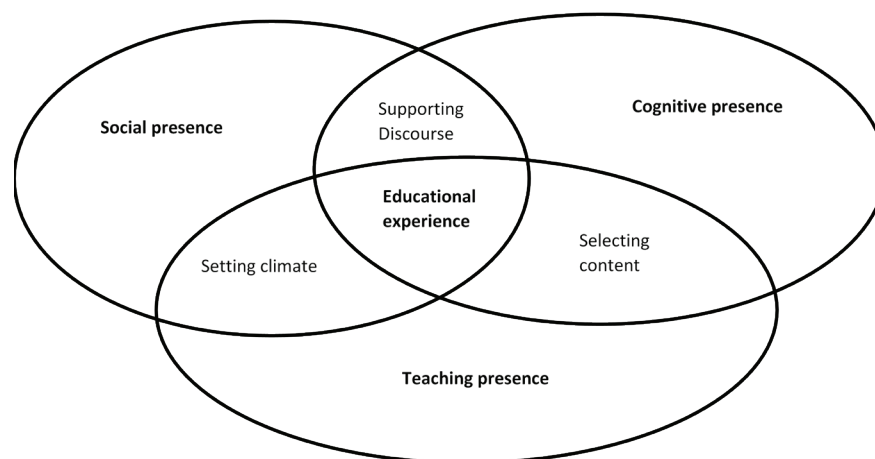 Social presence
Supporting
Discourse
Cognitive presence
Educational
experience
Setting climate
Selecting
content
Teaching presence